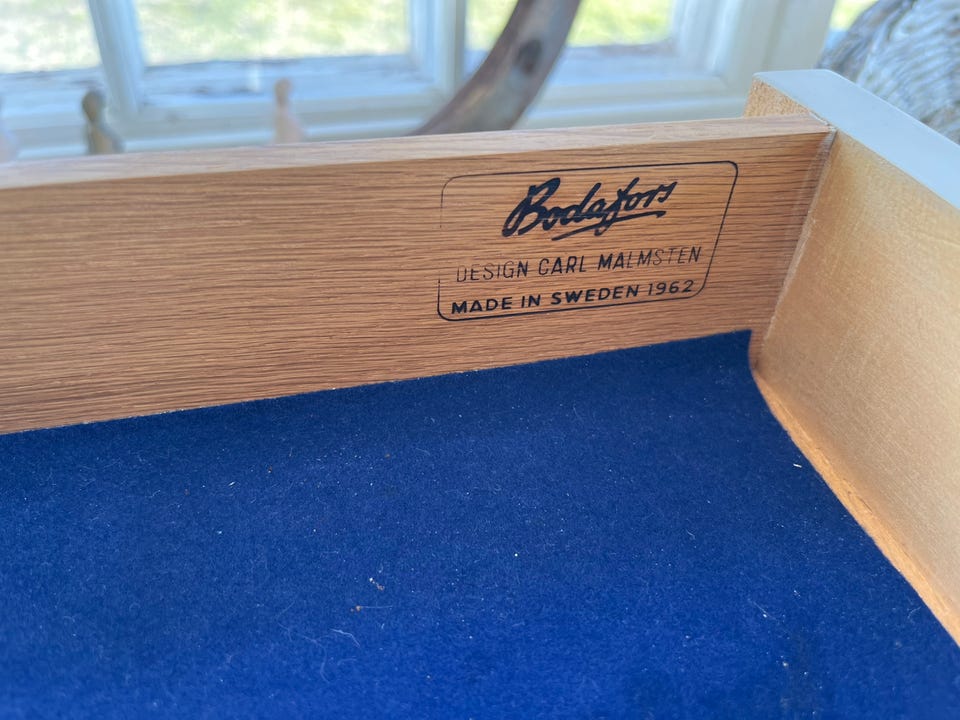 Bodafors
DESIGN CARL MALMSTEN
MADE IN SWEDEN 1962